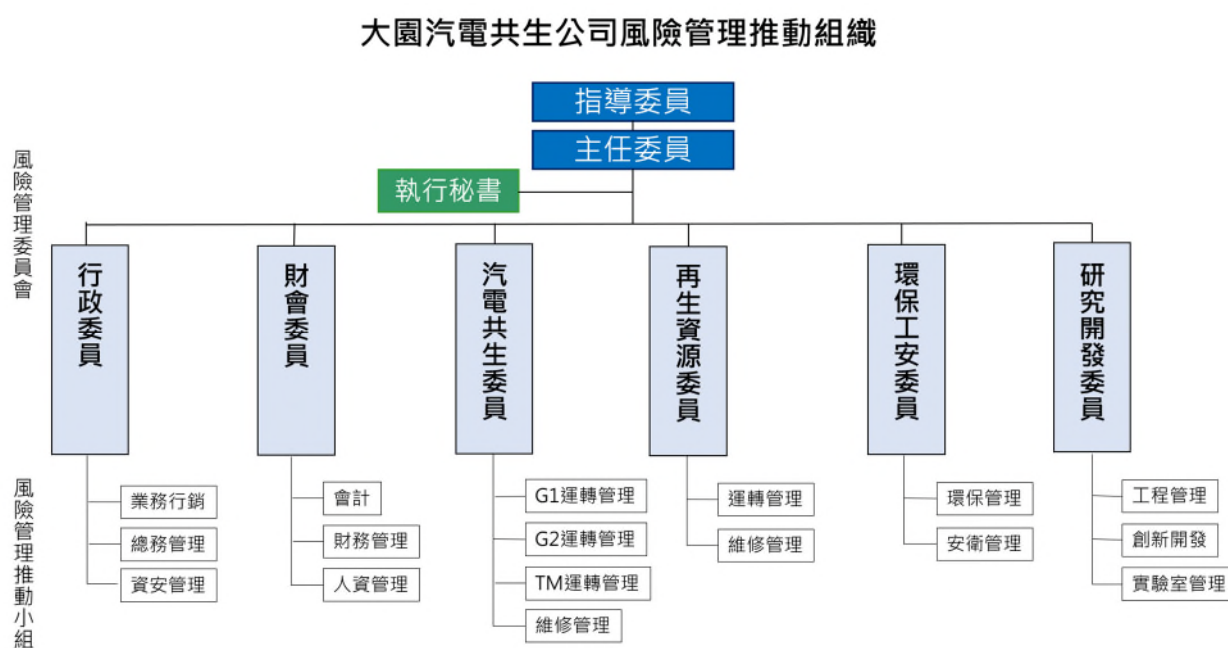 大園汽電共生公司風險管理推動組織
指導委員
主任委員
執行秘書
風險管理委員會
行政委員
財會委員
汽電共生委員
再生資源委員
環保工安委員
研究開發委員
風險管理推動小組
業務行銷
總務管理
資安管理
會計
財務管理
人資管理
G1運轉管理
G2運轉管理
TM運轉管理
維修管理
運轉管理
維修管理
環保管理
安衛管理
工程管理
創新開發
實驗室管理